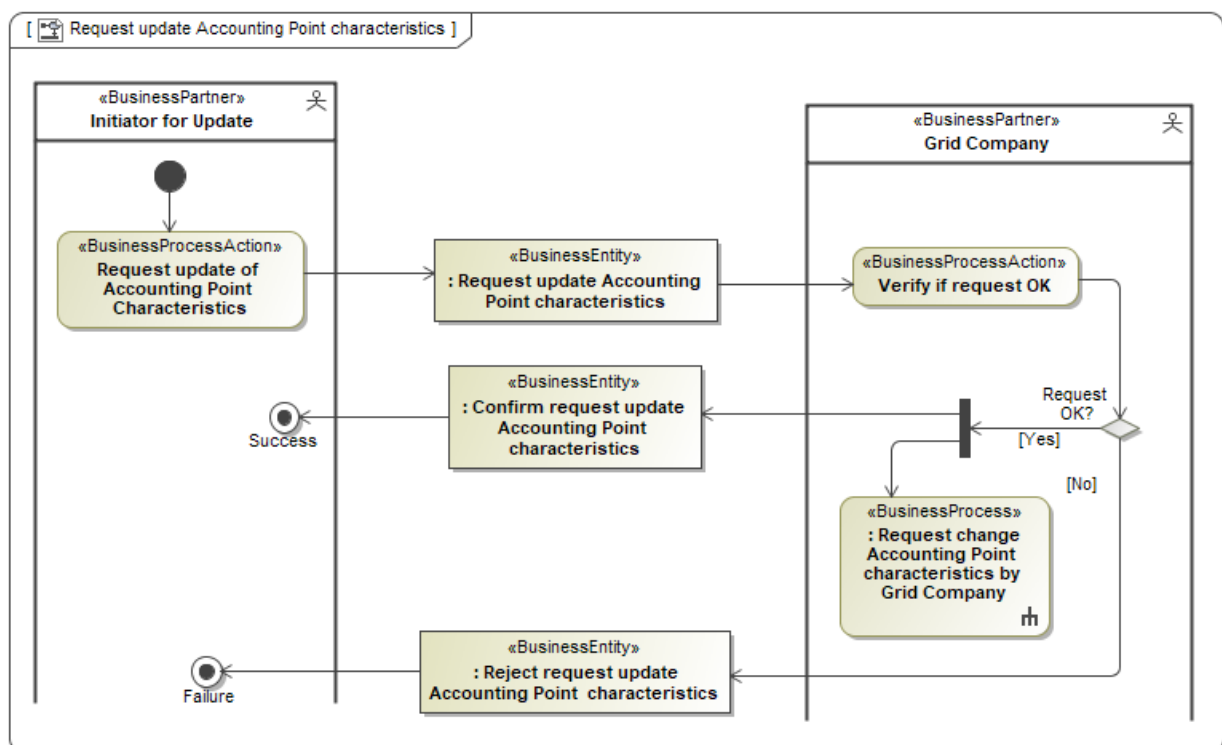 [ Request update Accounting Point characteristics ]
«BusinessPartner»
Initiator for Update
«BusinessPartner»
Grid Company
«BusinessProcessAction»
Request update of
Accounting Point
Characteristics
«BusinessEntity»
: Request update Accounting
Point characteristics
«BusinessProcessAction»
Verify if request OK
«BusinessEntity»
: Confirm request update
Accounting Point
characteristics
Success
Request
OK?
[Yes]
[No]
«BusinessProcess»
: Request change
Accounting Point
characteristics by
Grid Company
«BusinessEntity»
: Reject request update
Accounting Point characteristics
Failure